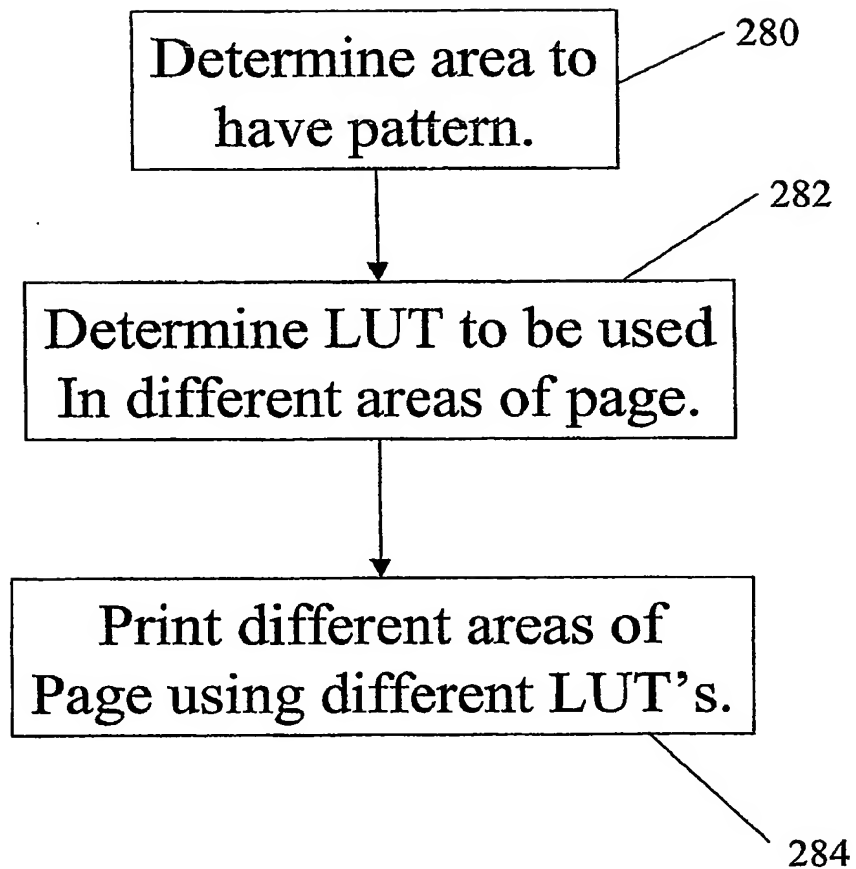 Determine area to
have pattern.
280
282
Determine LUT to be used
In different areas of page.
Print different areas of
Page using different LUT's.
284